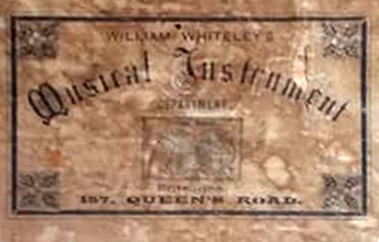 WILLIAM WHITELEY'S
Musical Instrument
DEPARTMENT
157. QUEEN'S ROAD.